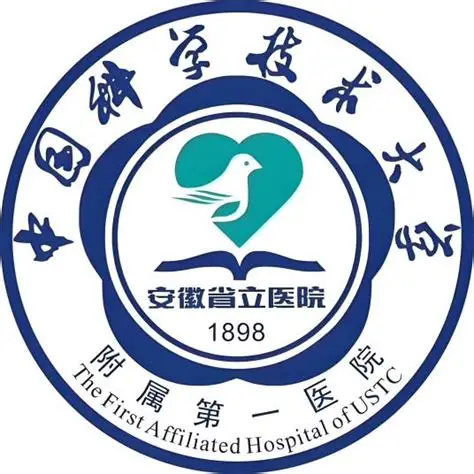 中国科学技术大学
安徽省立医院
1898
附属第一医院
The First Affiliated Hospital of USTC